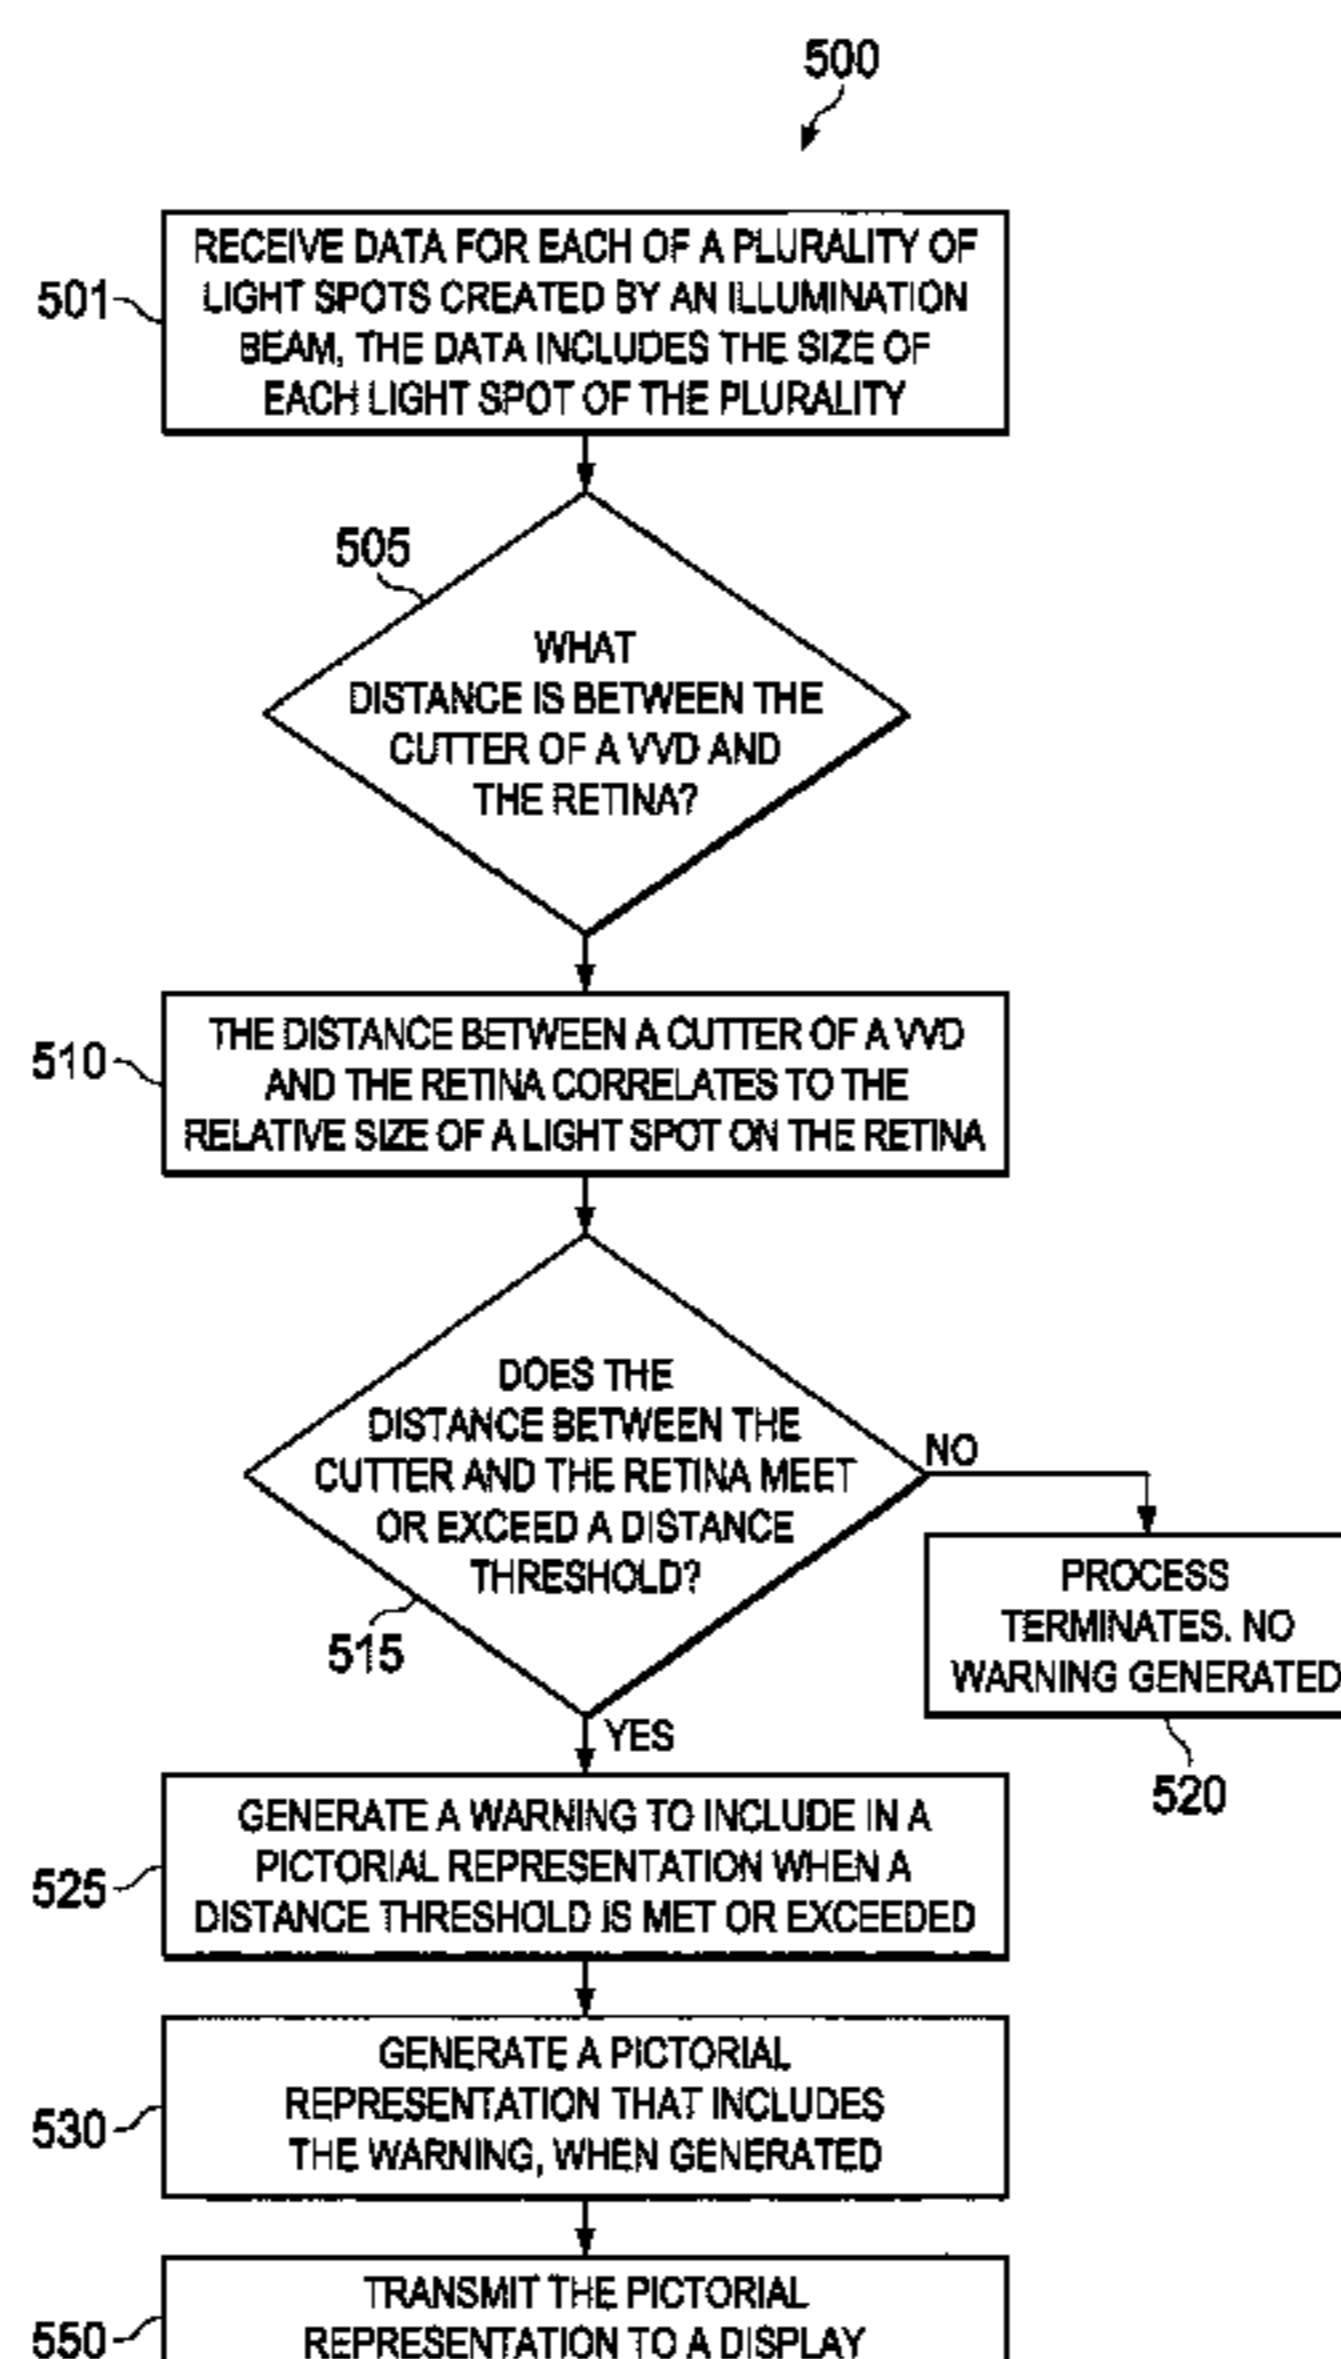 500
501
RECEIVE DATA FOR EACH OF A PLURALITY OF
LIGHT SPOTS CREATED BY AN ILLUMINATION
BEAM, THE DATA INCLUDES THE SIZE OF
EACH LIGHT SPOT OF THE PLURALITY
505
WHAT
DISTANCE IS BETWEEN THE
CUTTER OF A VVD AND
THE RETINA?
510
THE DISTANCE BETWEEN A CUTTER OF A VVD
AND THE RETINA CORRELATES TO THE
RELATIVE SIZE OF A LIGHT SPOT ON THE RETINA
DOES THE
DISTANCE BETWEEN THE
CUTTER AND THE RETINA MEET
OR EXCEED A DISTANCE
THRESHOLD?
515
NO
PROCESS
TERMINATES. NO
WARNING GENERATED
520
YES
525
GENERATE A WARNING TO INCLUDE IN A
PICTORIAL REPRESENTATION WHEN A
DISTANCE THRESHOLD IS MET OR EXCEEDED
530
GENERATE A PICTORIAL
REPRESENTATION THAT INCLUDES
THE WARNING, WHEN GENERATED
550
TRANSMIT THE PICTORIAL
REPRESENTATION TO A DISPLAY